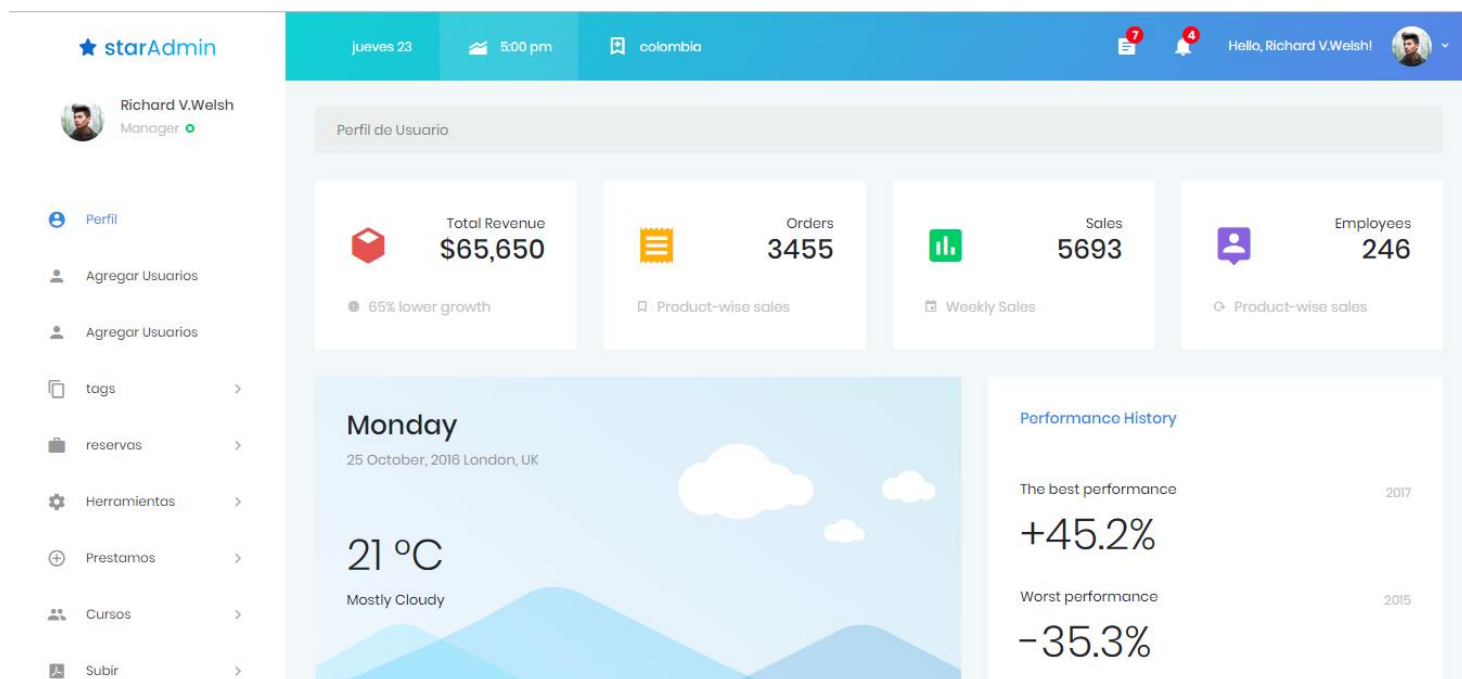 starAdmin
jueves 23
5:00 pm
colombia
7
4
Hello, Richard V.Welsh!
Richard V.Welsh
Manager
Perfil
Agregar Usuarios
Agregar Usuarios
tags
reservas
Herramientas
Prestamos
Cursos
Subir
Perfil de Usuario
Total Revenue
$65,650
65% lower growth
Orders
3455
Product-wise sales
Sales
5693
Weekly Sales
Employees
246
Product-wise sales
Monday
25 October, 2016 London, UK
21 °C
Mostly Cloudy
Performance History
The best performance
2017
+45.2%
Worst performance
2015
-35.3%